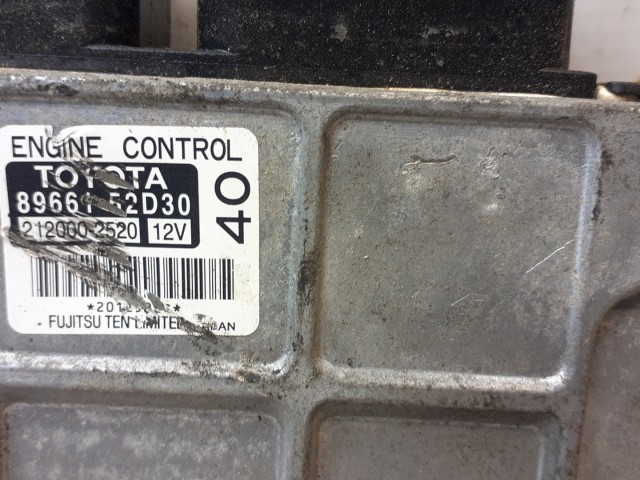 ENGINE CONTROL
TOYOTA
89661-52D30
212000-2520 12V
40
FUJITSU TEN LIMITED